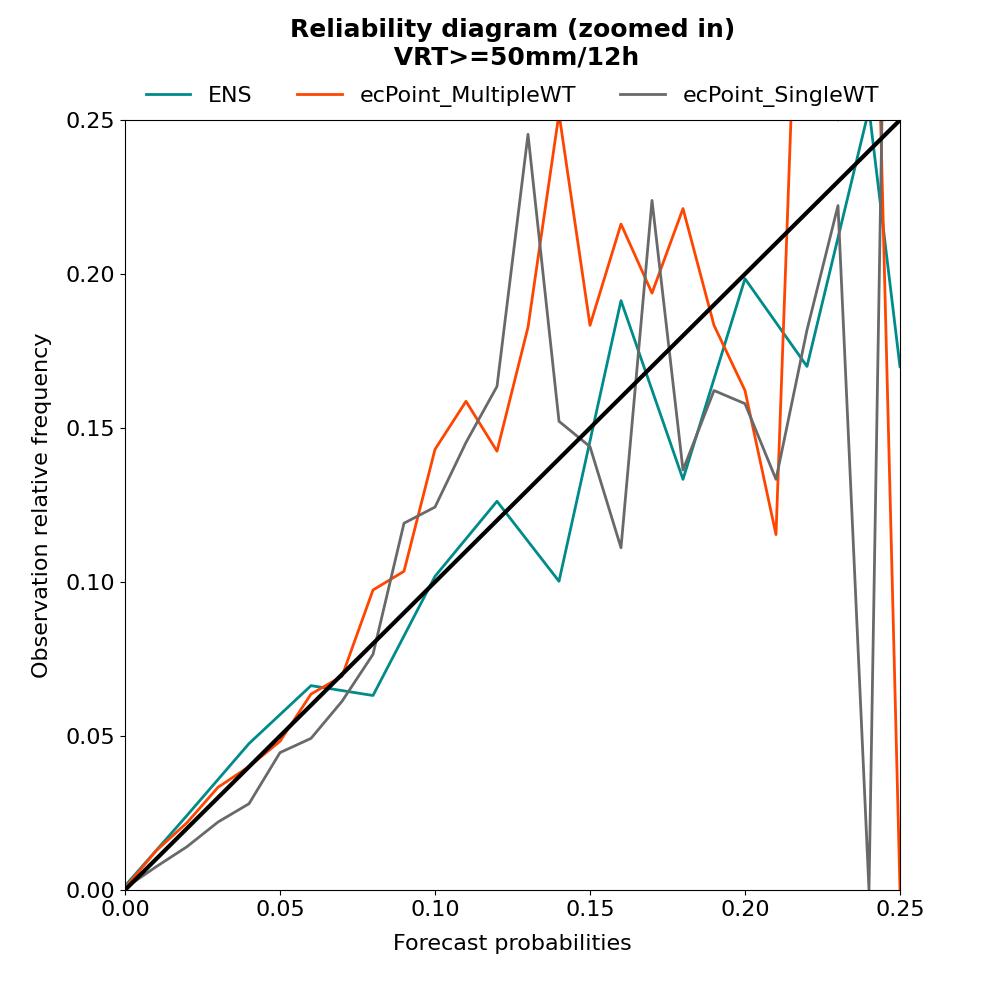 Reliability diagram (zoomed in)
VRT>=50mm/12h
ENS ecPoint_MultipleWT ecPoint_SingleWT
0.25
0.20
0.15
0.10
0.05
0.00
Observation relative frequency
0.00 0.05 0.10 0.15 0.20 0.25
Forecast probabilities